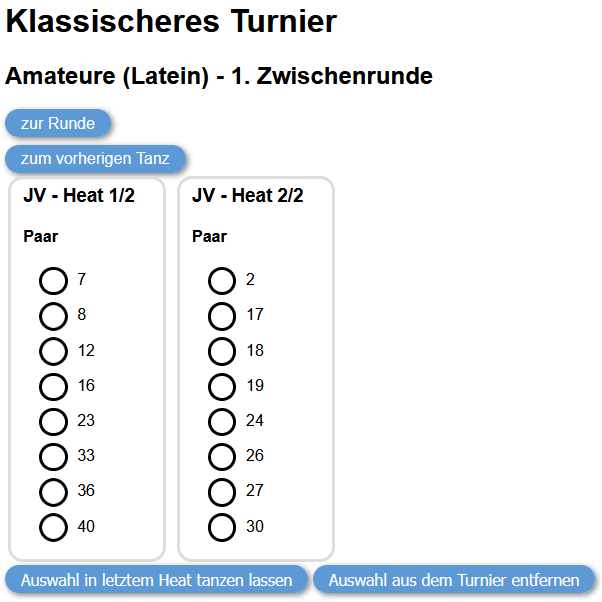 Klassischeres Turnier
Amateure (Latein) - 1. Zwischenrunde
zur Runde
zum vorherigen Tanz
JV - Heat 1/2
Paar
7
8
12
16
23
33
36
40
JV - Heat 2/2
Paar
2
17
18
19
24
26
27
30
Auswahl in letztem Heat tanzen lassen
Auswahl aus dem Turnier entfernen